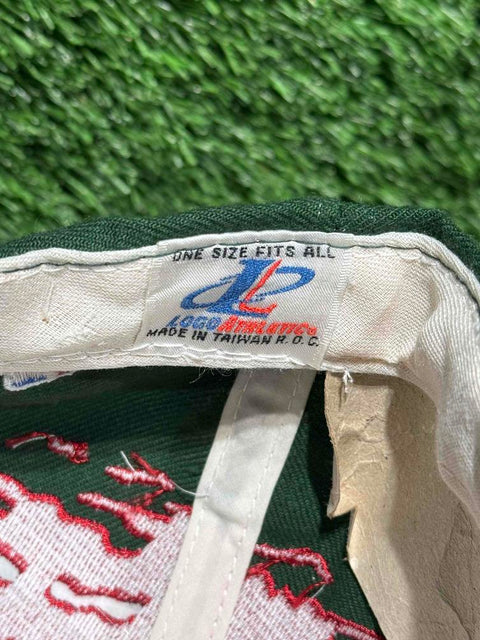 ONE SIZE FITS ALL
LOGO ATHLETIC
MADE IN TAIWAN R.O.C.